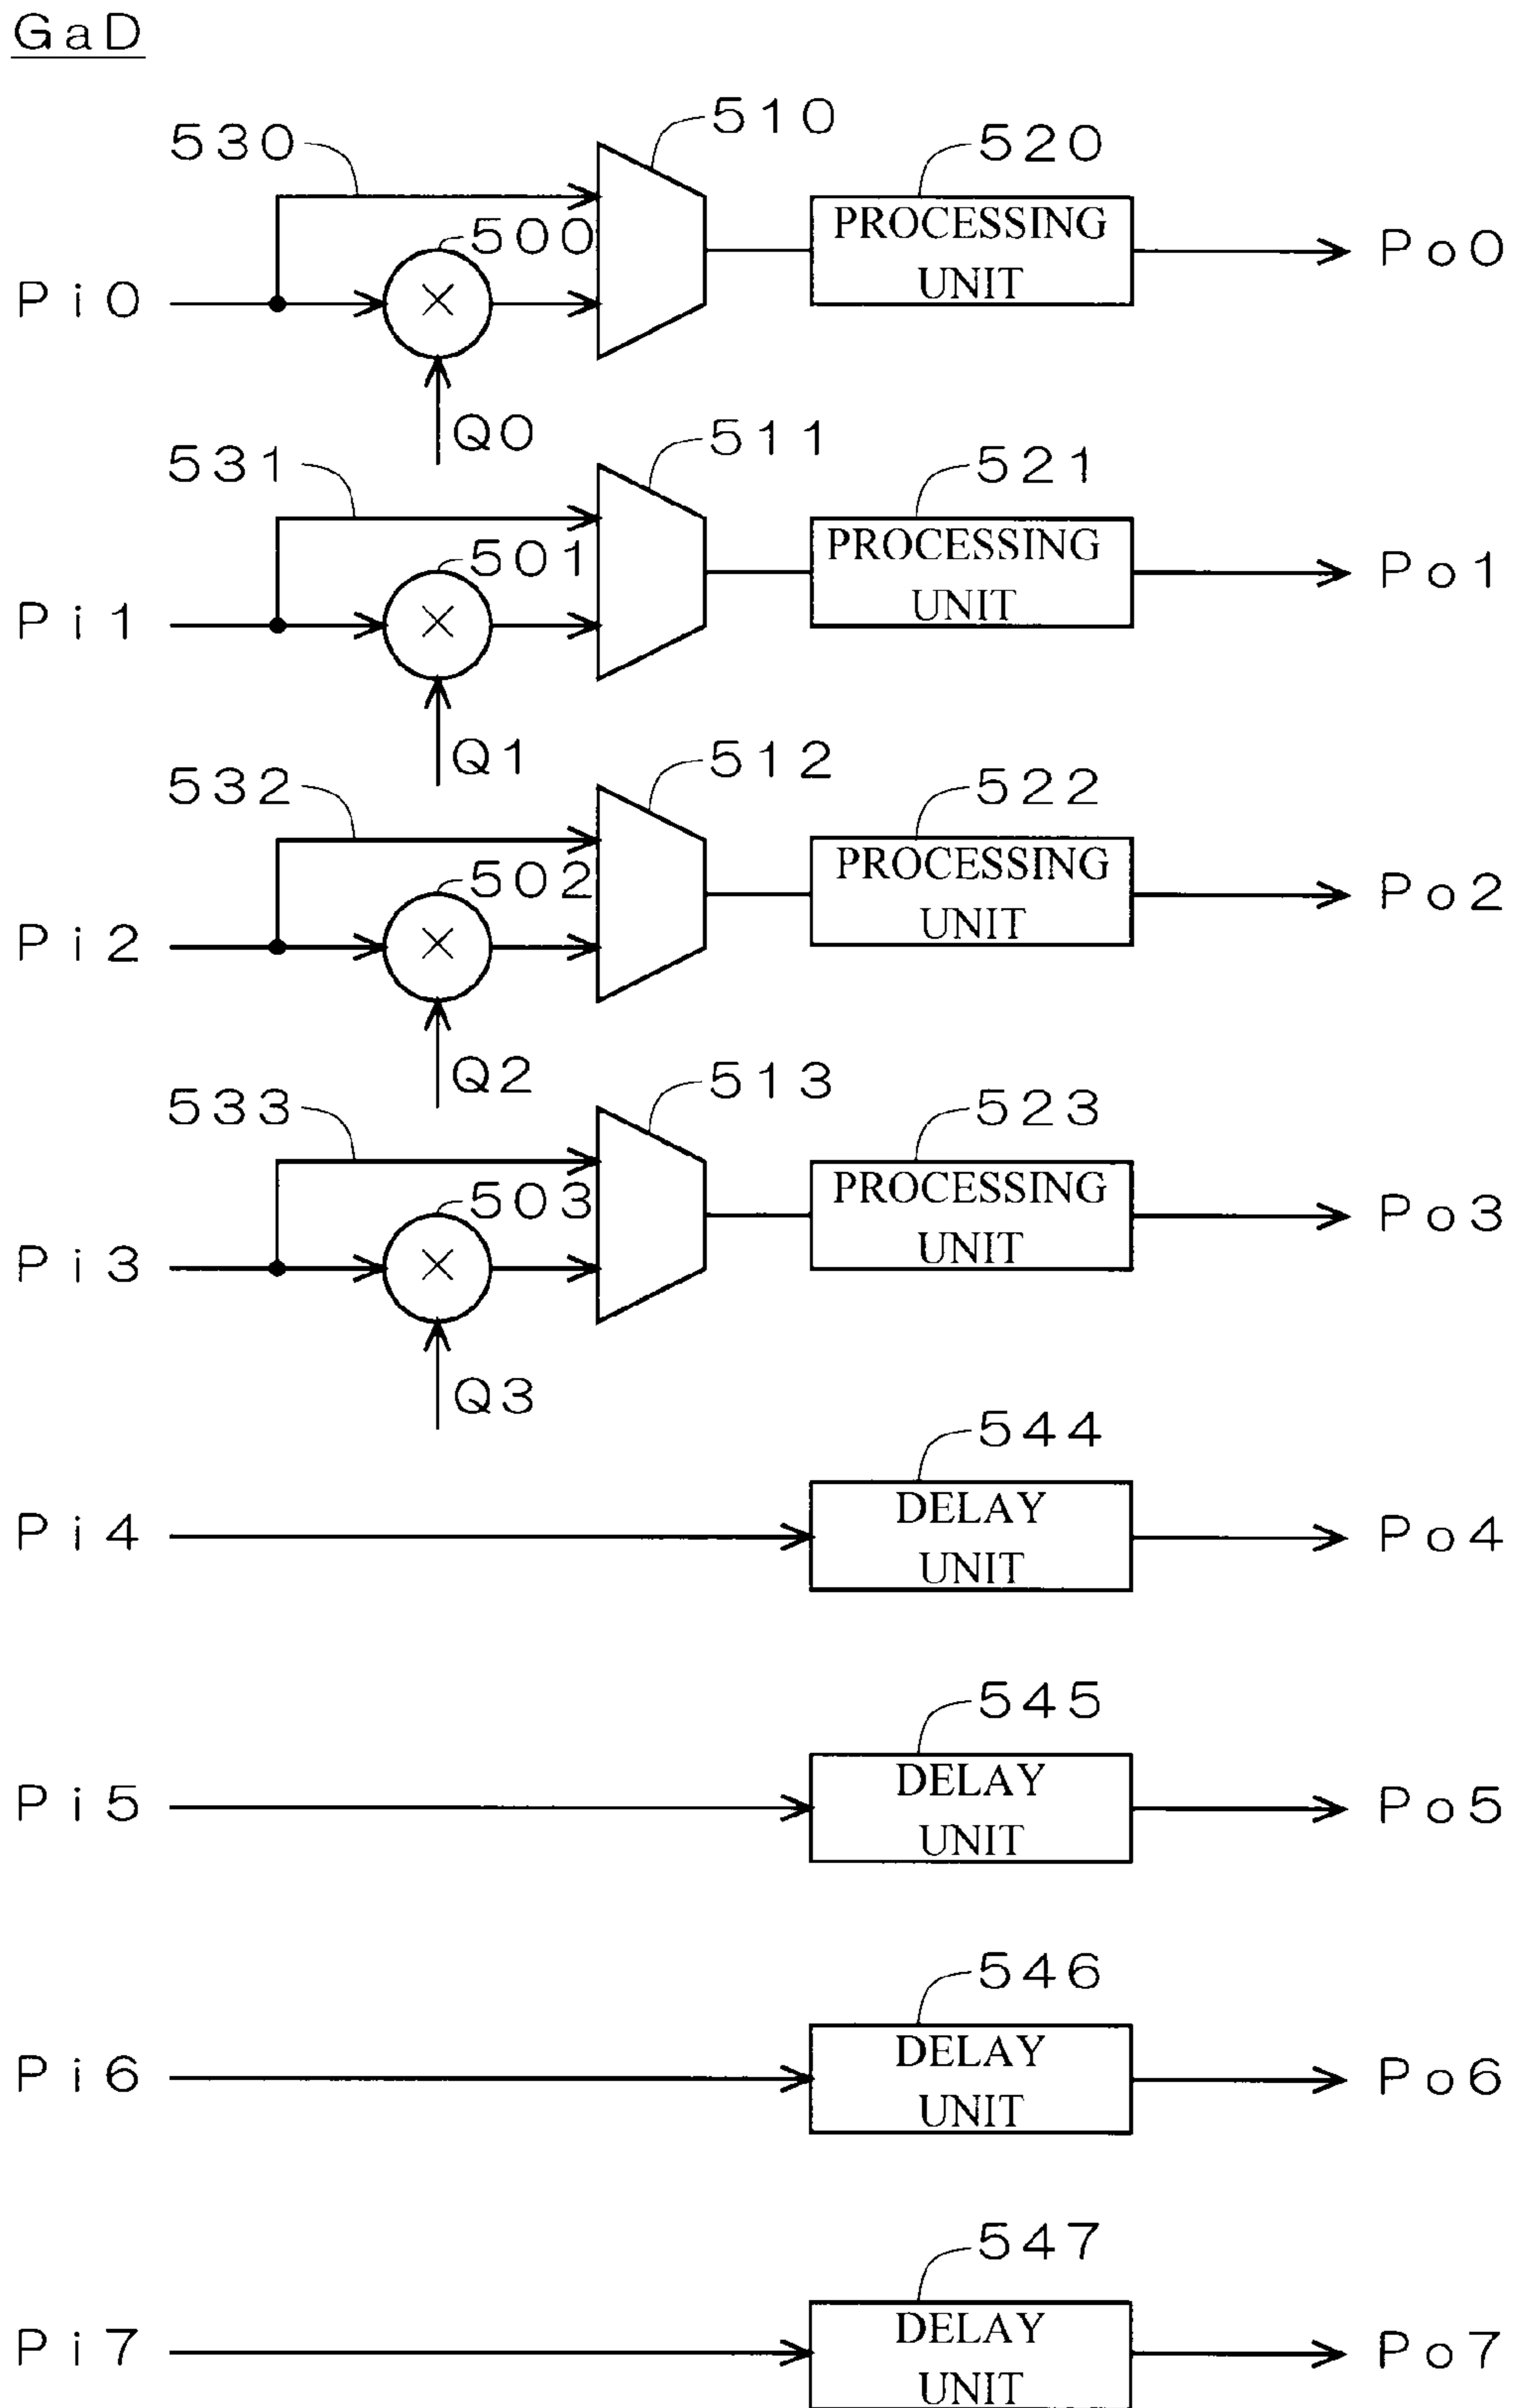 GaD
510
530
520
500
PROCESSING
UNIT
Po0
Pi0
×
Q0
511
531
521
501
PROCESSING
UNIT
Po1
Pi1
×
Q1
512
532
522
502
PROCESSING
UNIT
Po2
Pi2
×
Q2
513
533
523
503
PROCESSING
UNIT
Po3
Pi3
×
Q3
544
Pi4
DELAY
UNIT
Po4
545
Pi5
DELAY
UNIT
Po5
546
Pi6
DELAY
UNIT
Po6
547
Pi7
DELAY
UNIT
Po7